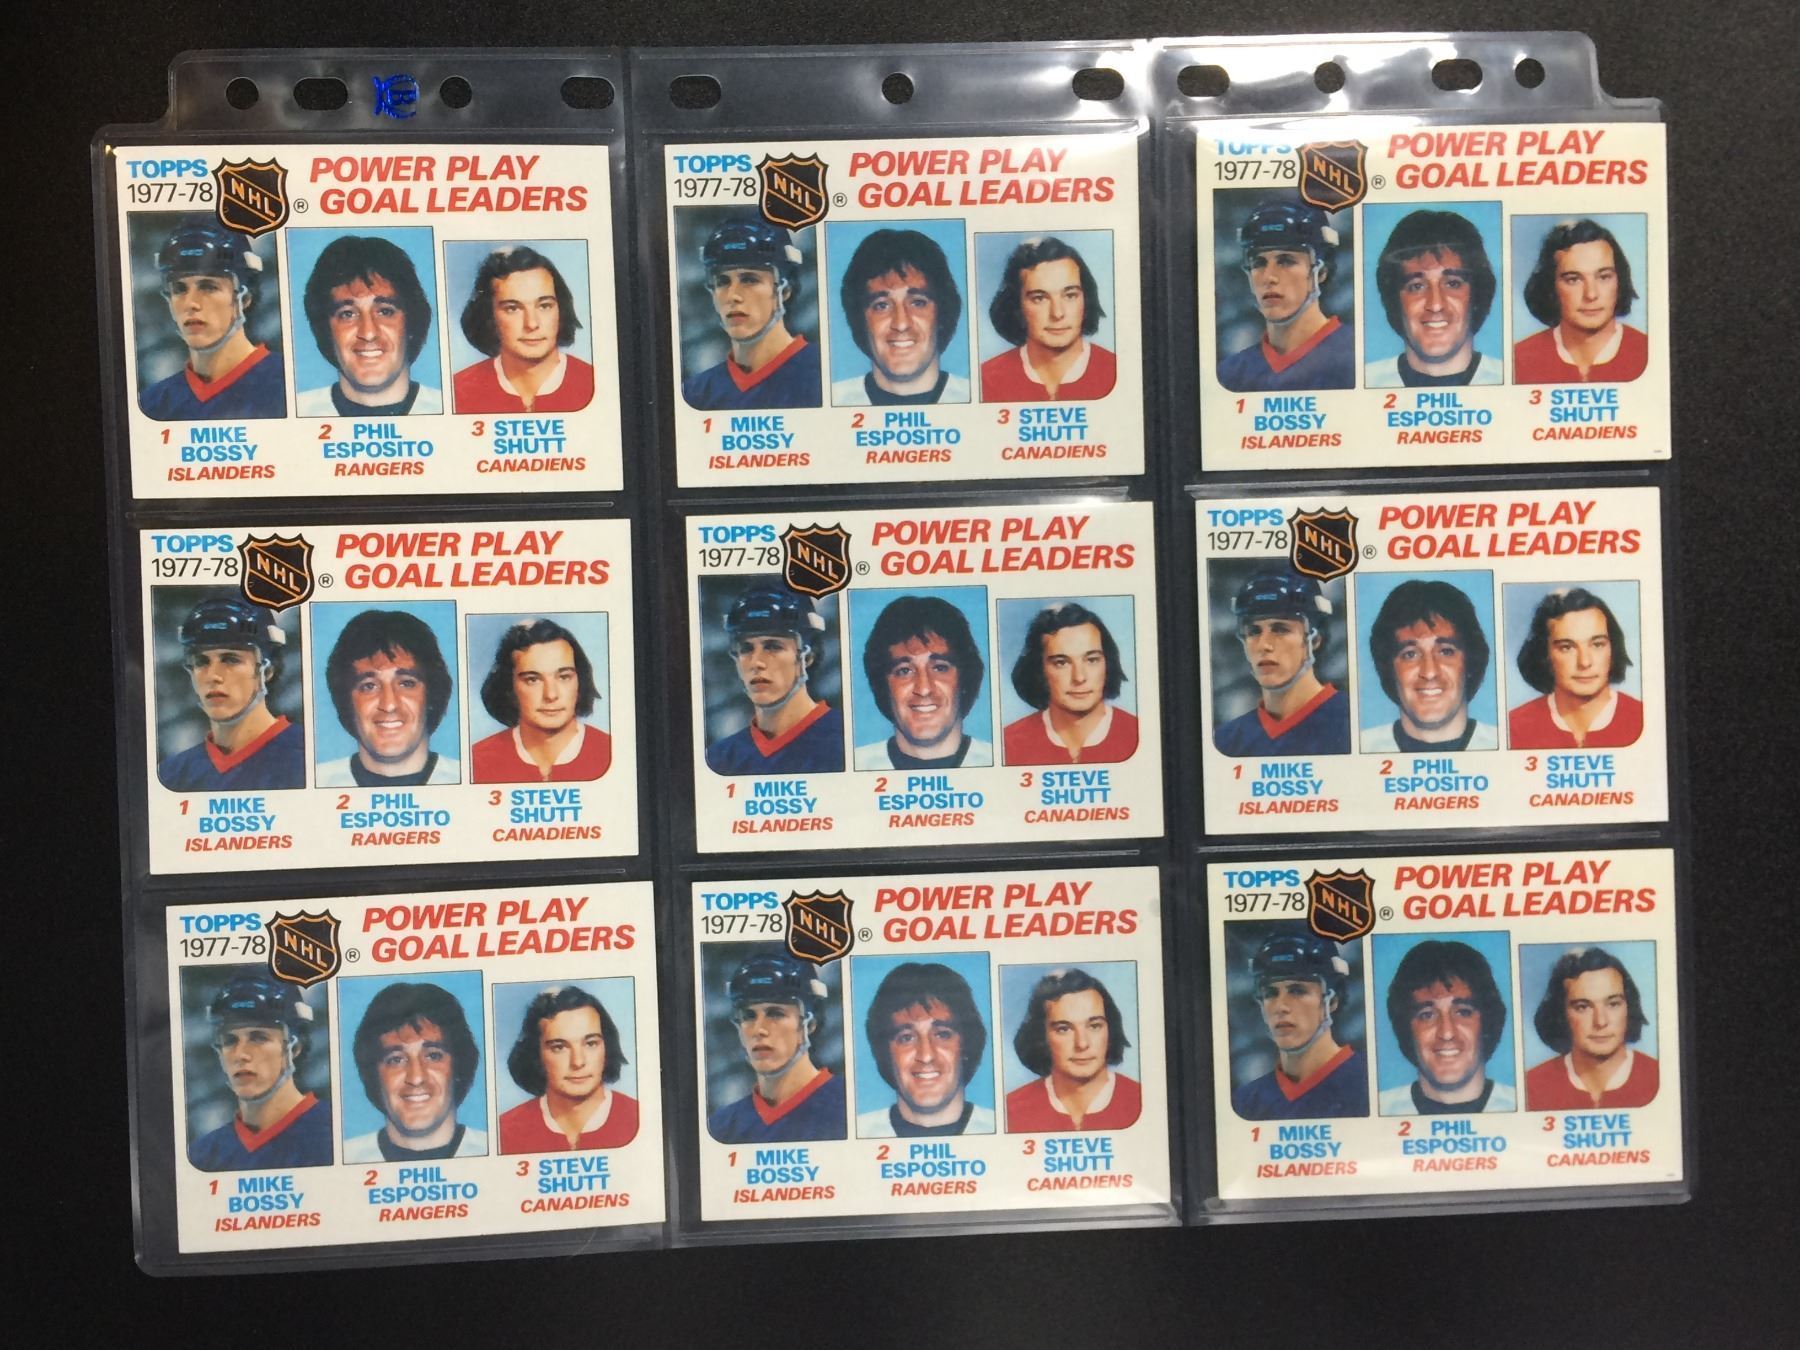 TOPPS
1977-78
NHL ®
POWER PLAY
GOAL LEADERS
1 MIKE BOSSY
ISLANDERS
2 PHIL ESPOSITO
RANGERS
3 STEVE SHUTT
CANADIENS
TOPPS
1977-78
NHL ®
POWER PLAY
GOAL LEADERS
1 MIKE BOSSY
ISLANDERS
2 PHIL ESPOSITO
RANGERS
3 STEVE SHUTT
CANADIENS
TOPPS
1977-78
NHL ®
POWER PLAY
GOAL LEADERS
1 MIKE BOSSY
ISLANDERS
2 PHIL ESPOSITO
RANGERS
3 STEVE SHUTT
CANADIENS
TOPPS
1977-78
NHL ®
POWER PLAY
GOAL LEADERS
1 MIKE BOSSY
ISLANDERS
2 PHIL ESPOSITO
RANGERS
3 STEVE SHUTT
CANADIENS
TOPPS
1977-78
NHL ®
POWER PLAY
GOAL LEADERS
1 MIKE BOSSY
ISLANDERS
2 PHIL ESPOSITO
RANGERS
3 STEVE SHUTT
CANADIENS
TOPPS
1977-78
NHL ®
POWER PLAY
GOAL LEADERS
1 MIKE BOSSY
ISLANDERS
2 PHIL ESPOSITO
RANGERS
3 STEVE SHUTT
CANADIENS
TOPPS
1977-78
NHL ®
POWER PLAY
GOAL LEADERS
1 MIKE BOSSY
ISLANDERS
2 PHIL ESPOSITO
RANGERS
3 STEVE SHUTT
CANADIENS
TOPPS
1977-78
NHL ®
POWER PLAY
GOAL LEADERS
1 MIKE BOSSY
ISLANDERS
2 PHIL ESPOSITO
RANGERS
3 STEVE SHUTT
CANADIENS
TOPPS
1977-78
NHL ®
POWER PLAY
GOAL LEADERS
1 MIKE BOSSY
ISLANDERS
2 PHIL ESPOSITO
RANGERS
3 STEVE SHUTT
CANADIENS